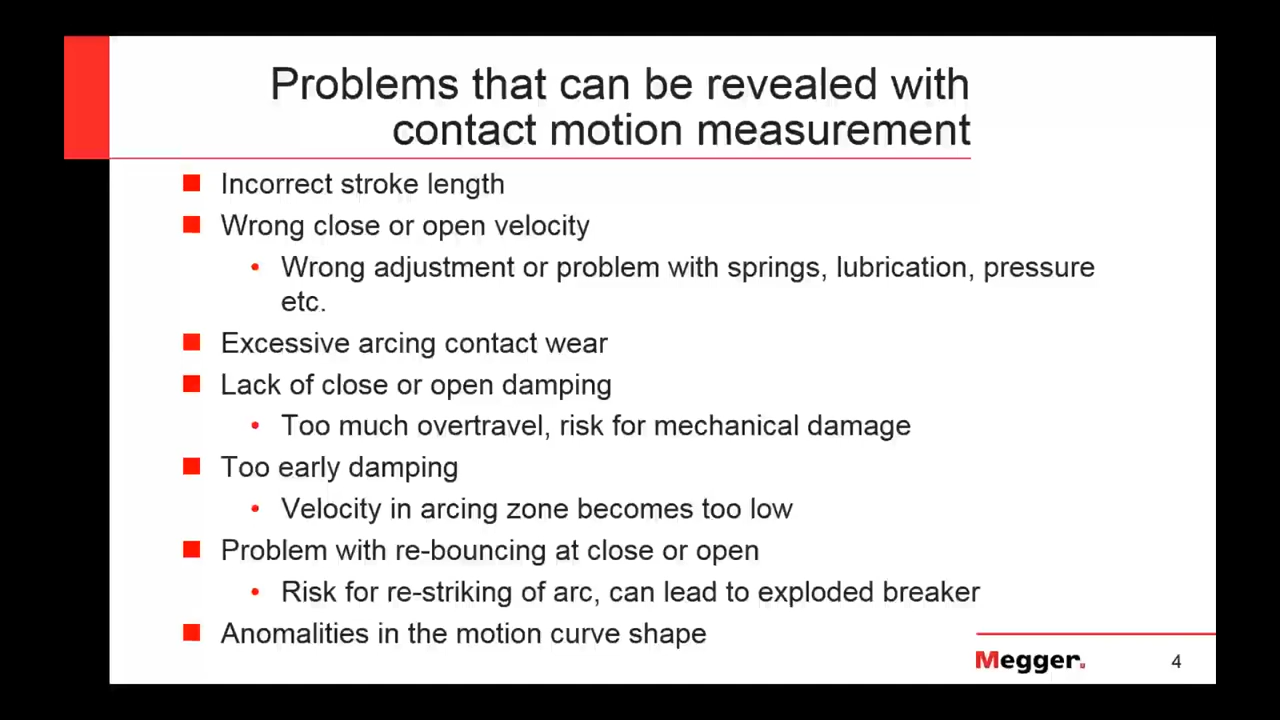 Problems that can be revealed with
contact motion measurement
Incorrect stroke length
Wrong close or open velocity
Wrong adjustment or problem with springs, lubrication, pressure
etc.
Excessive arcing contact wear
Lack of close or open damping
Too much overtravel, risk for mechanical damage
Too early damping
Velocity in arcing zone becomes too low
Problem with re-bouncing at close or open
Risk for re-striking of arc, can lead to exploded breaker
Anomalities in the motion curve shape
Megger.
4